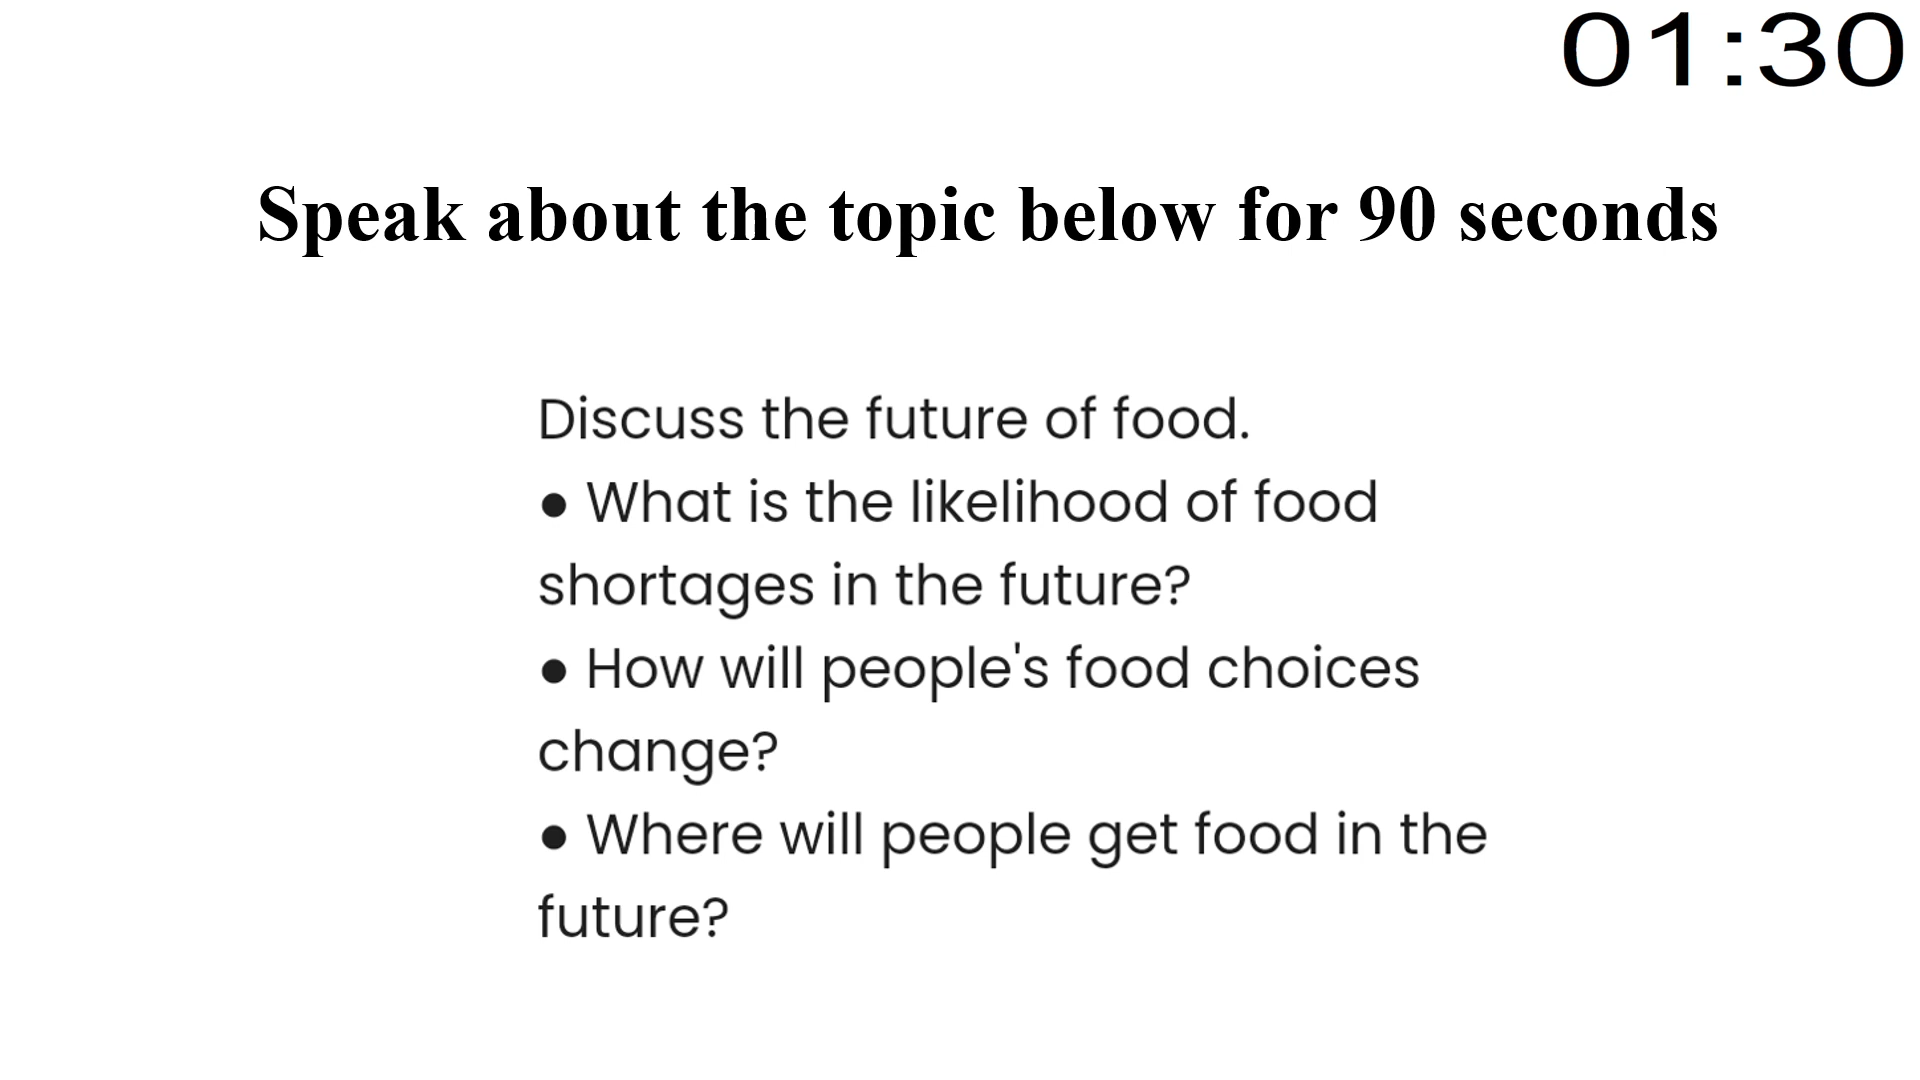 01:30
Speak about the topic below for 90 seconds
Discuss the future of food.
● What is the likelihood of food
shortages in the future?
● How will people's food choices
change?
● Where will people get food in the
future?